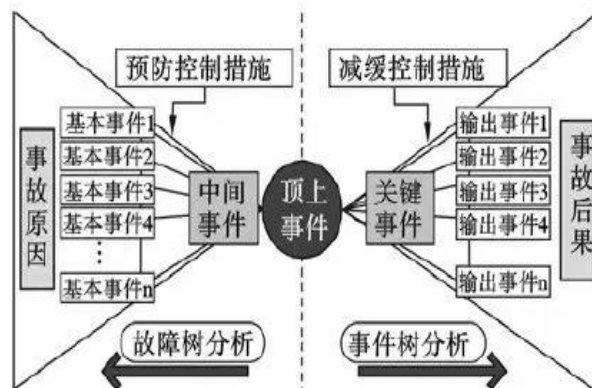 预防控制措施
减缓控制措施
事故原因
基本事件1
基本事件2
基本事件3
基本事件4
⋮
基本事件n
中间
事件
顶上
事件
关键
事件
输出事件1
输出事件2
输出事件3
输出事件4
输出事件n
事故后果
故障树分析
事件树分析